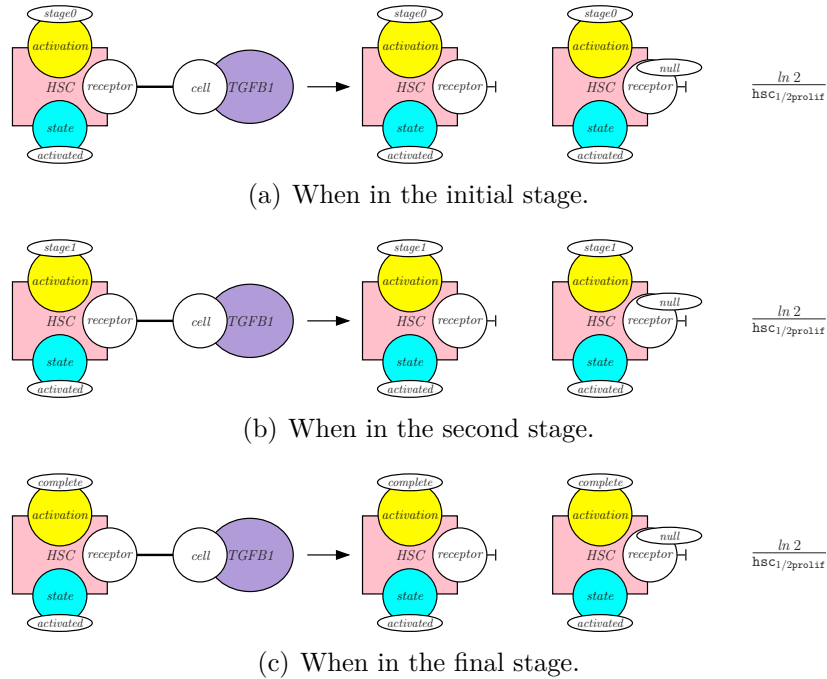 stage0 stage0 stage0
activation activation activation
HSC receptor cell TGFB1 HSC receptor HSC receptor null ln 2
hsc1/2prolif
state state state
activated activated activated
(a) When in the initial stage.
stage1 stage1 stage1
activation activation activation
HSC receptor cell TGFB1 HSC receptor HSC receptor null ln 2
hsc1/2prolif
state state state
activated activated activated
(b) When in the second stage.
complete complete complete
activation activation activation
HSC receptor cell TGFB1 HSC receptor HSC receptor null ln 2
hsc1/2prolif
state state state
activated activated activated
(c) When in the final stage.